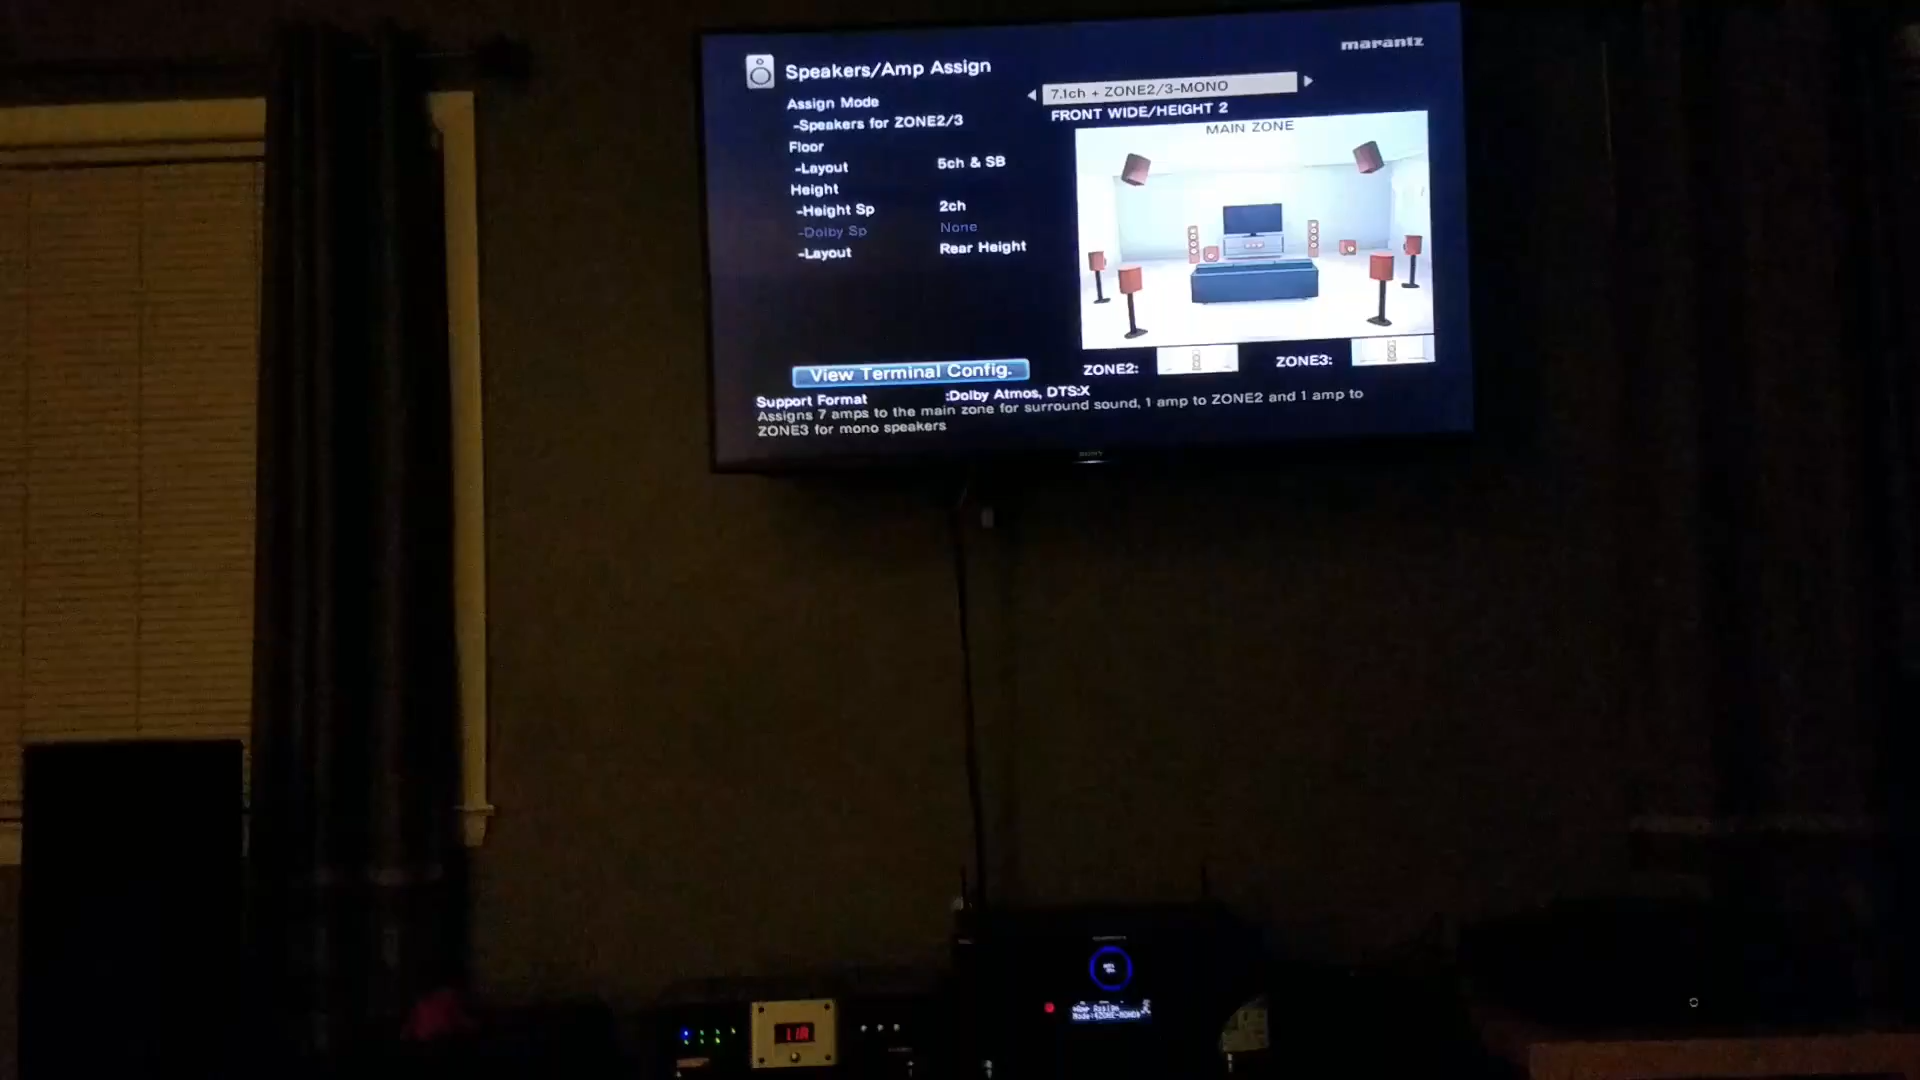 marantz
Speakers/Amp Assign
Assign Mode
7.1ch + ZONE2/3-MONO
-Speakers for ZONE2/3
FRONT WIDE/HEIGHT 2
MAIN ZONE
Floor
-Layout 5ch & SB
Height
-Height Sp 2ch
-Dolby Sp None
-Layout Rear Height
View Terminal Config.
ZONE2: ZONE3:
Support Format :Dolby Atmos, DTS:X
Assigns 7 amps to the main zone for surround sound, 1 amp to ZONE2 and 1 amp to
ZONE3 for mono speakers
SONY